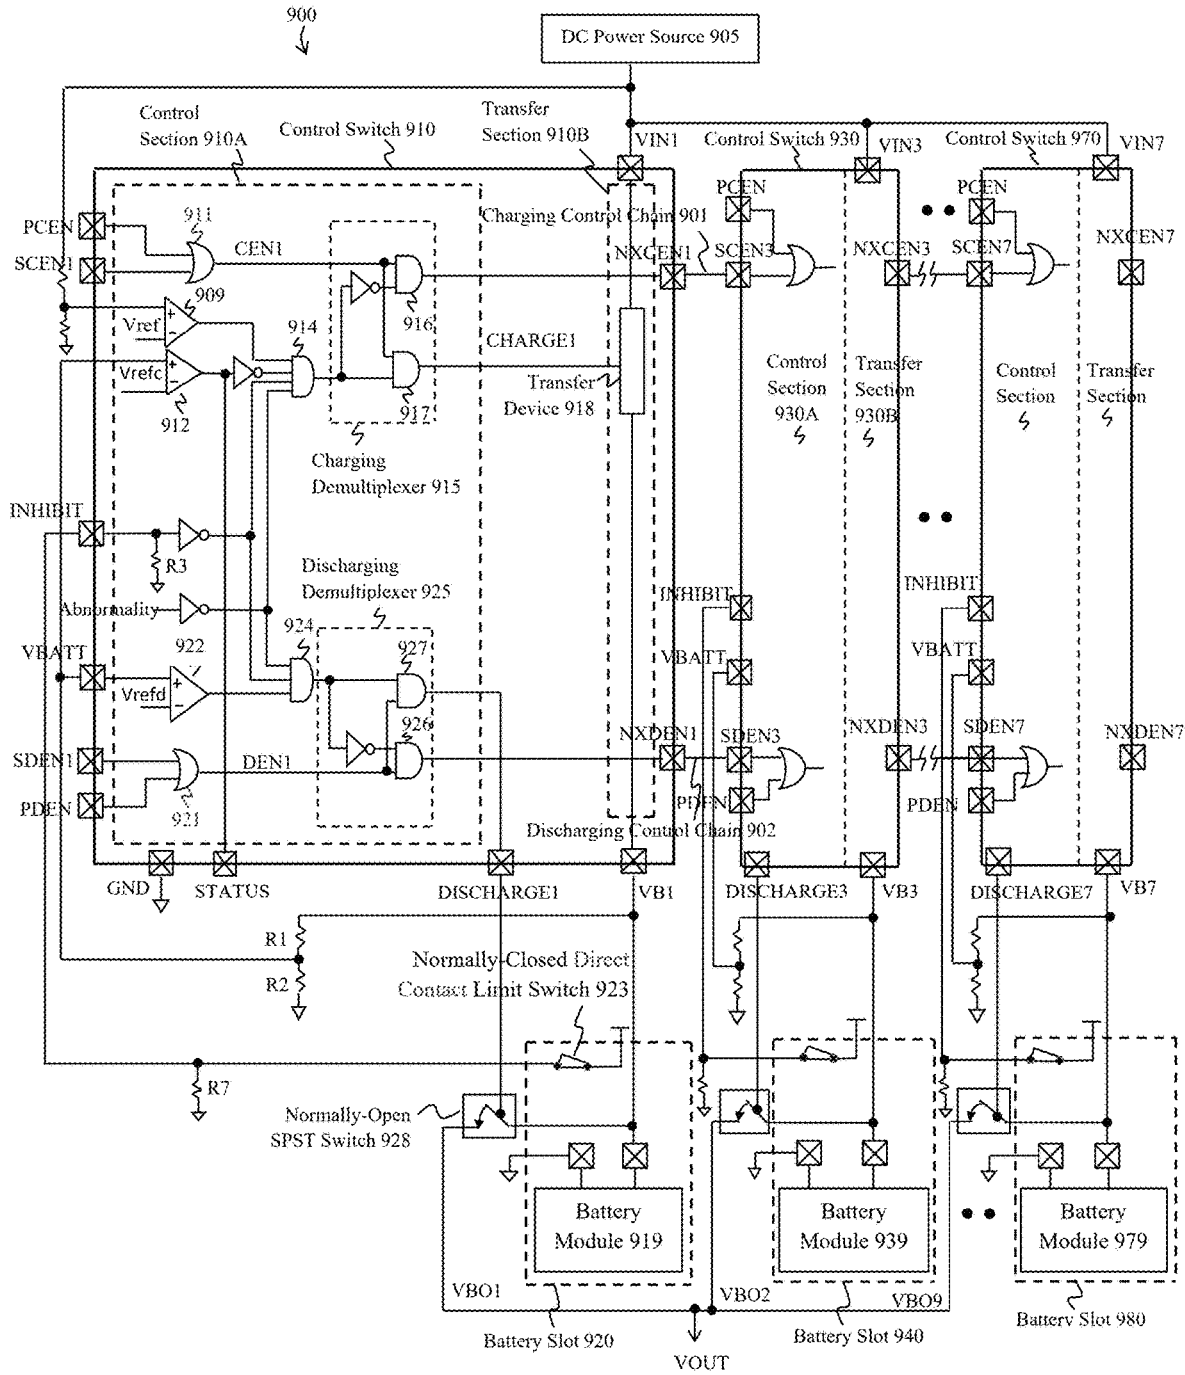 900
DC Power Source 905
Control
Section 910A
Control Switch 910
Transfer
Section 910B
VIN1
Control Switch 930
VIN3
Control Switch 970
VIN7
PCEN
SCEN1
911
CEN1
909
Vref
Vrefc
912
914
916
917
Charging Control Chain 901
NXCEN1
CHARGE1
Transfer
Device 918
Charging
Demultiplexer 915
PCEN
SCEN3
NXCEN3
PCEN
SCEN7
NXCEN7
Control
Section
930A
Transfer
Section
930B
Control
Section
Transfer
Section
INHIBIT
R3
Abnormality
Discharging
Demultiplexer 925
VBATT
922
Vrefd
924
927
926
SDEN1
PDEN
921
DEN1
NXDEN1
INHIBIT
VBATT
SDEN3
PDEN
Discharging Control Chain 902
NXDEN3
INHIBIT
VBATT
SDEN7
PDEN
NXDEN7
GND
STATUS
DISCHARGE1
VB1
DISCHARGE3
VB3
DISCHARGE7
VB7
R1
R2
Normally-Closed Direct
Contact Limit Switch 923
R7
Normally-Open
SPST Switch 928
Battery
Module 919
Battery
Module 939
Battery
Module 979
VBO1
VBO2
VBO9
Battery Slot 920
Battery Slot 940
Battery Slot 980
VOUT